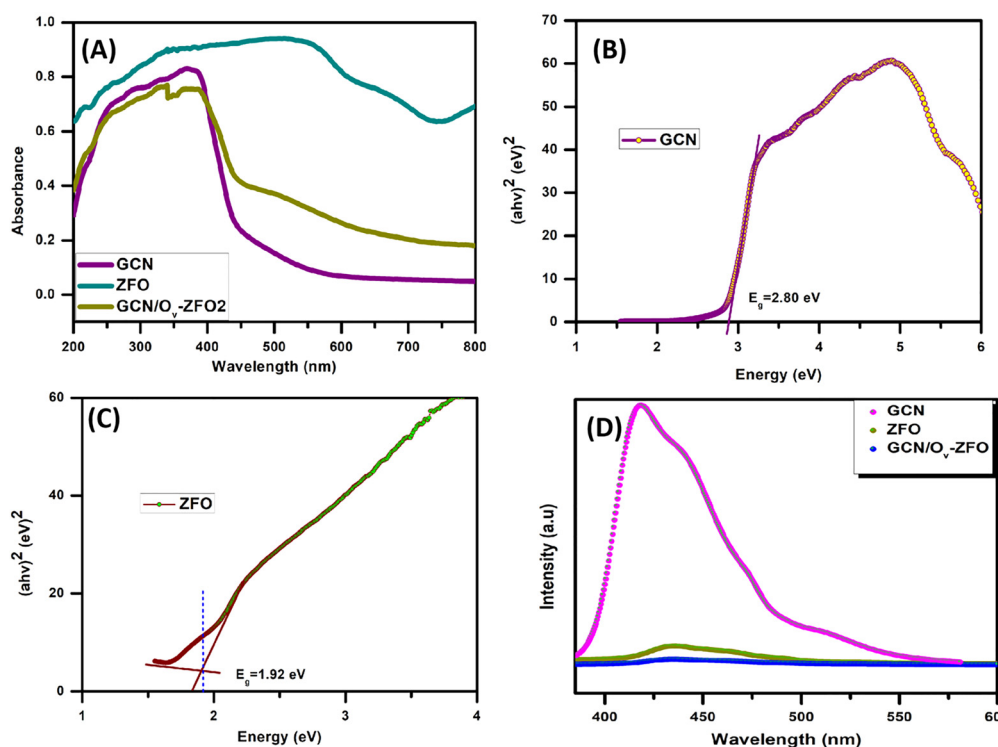 (A)
1.0
0.8
0.6
0.4
0.2
0.0
Absorbance
GCN
ZFO
GCN/Ov-ZFO2
200 300 400 500 600 700 800
Wavelength (nm)
(B)
70
60
50
40
30
20
10
0
(ahv)² (eV)²
GCN
Eg=2.80 eV
1 2 3 4 5 6
Energy (eV)
(C)
60
40
20
0
(ahv)² (eV)²
ZFO
Eg=1.92 eV
1 2 3 4
Energy (eV)
(D)
GCN
ZFO
GCN/Ov-ZFO
Intensity (a.u)
400 450 500 550 60
Wavelength (nm)